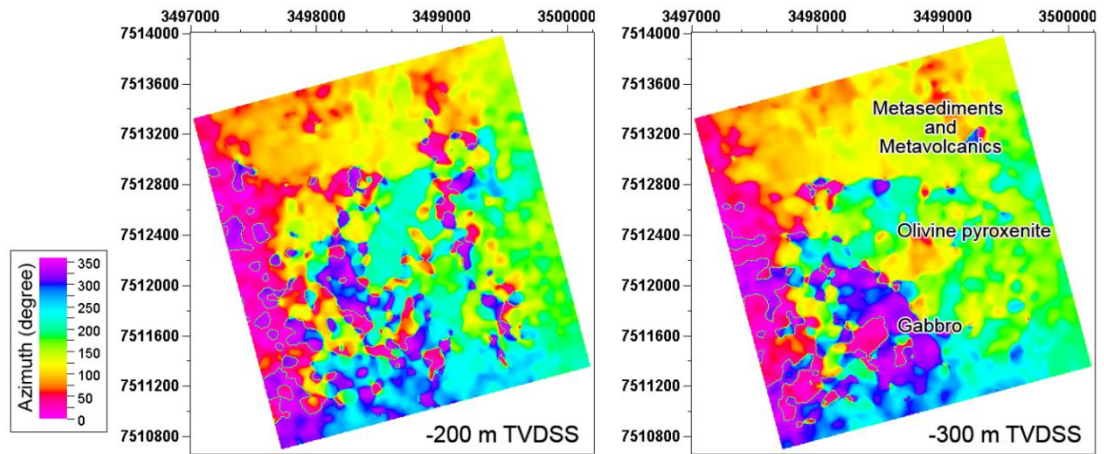 3497000 3498000 3499000 3500000
7514000
7513600
7513200
7512800
7512400
7512000
7511600
7511200
7510800
-200 m TVDSS
Azimuth (degree)
350
300
250
200
150
100
50
0
3497000 3498000 3499000 3500000
7514000
7513600
7513200
7512800
7512400
7512000
7511600
7511200
7510800
Metasediments
and
Metavolcanics
Olivine pyroxenite
Gabbro
-300 m TVDSS